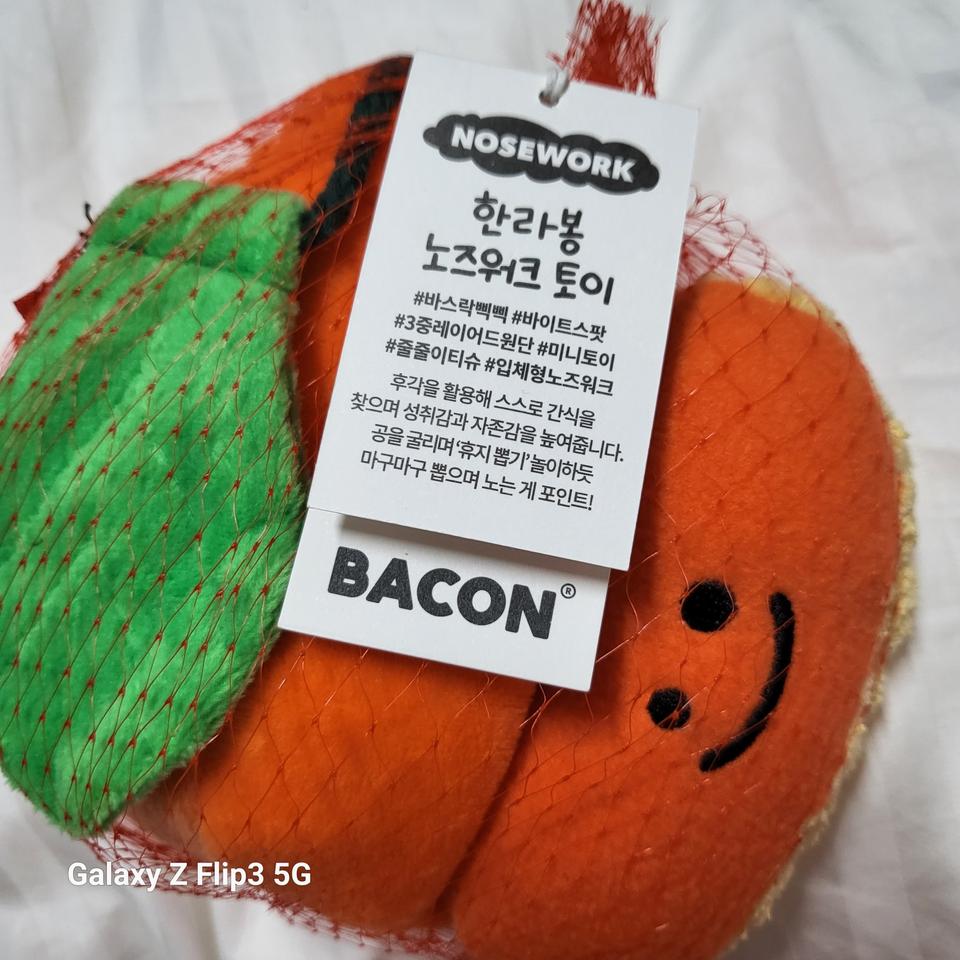 NOSEWORK
한라봉
노즈워크 토이
#바스락삑삑 #바이트스팟
#3중레이어드원단 #미니토이
#줄줄이티슈 #입체형노즈워크
후각을 활용해 스스로 간식을
찾으며 성취감과 자존감을 높여줍니다.
공을 굴리며 '휴지 뽑기' 놀이하듯
마구마구 뽑으며 노는 게 포인트!
BACON®
Galaxy Z Flip3 5G